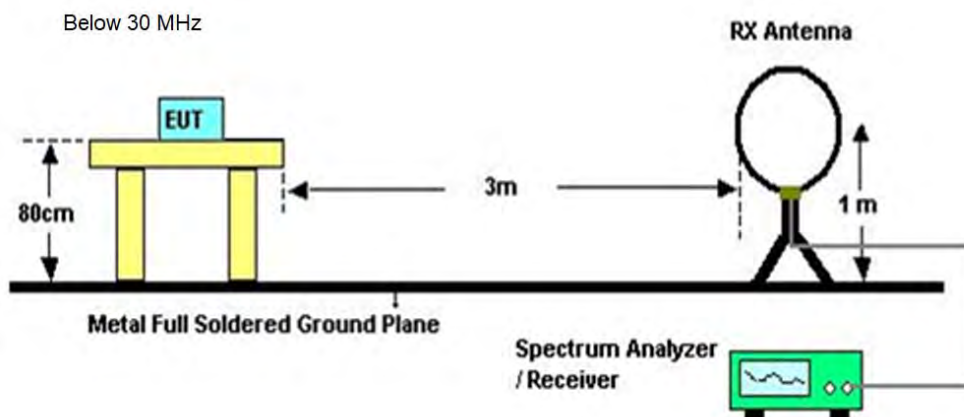 Below 30 MHz
RX Antenna
EUT
3m
80cm
1 m
Metal Full Soldered Ground Plane
Spectrum Analyzer
/ Receiver